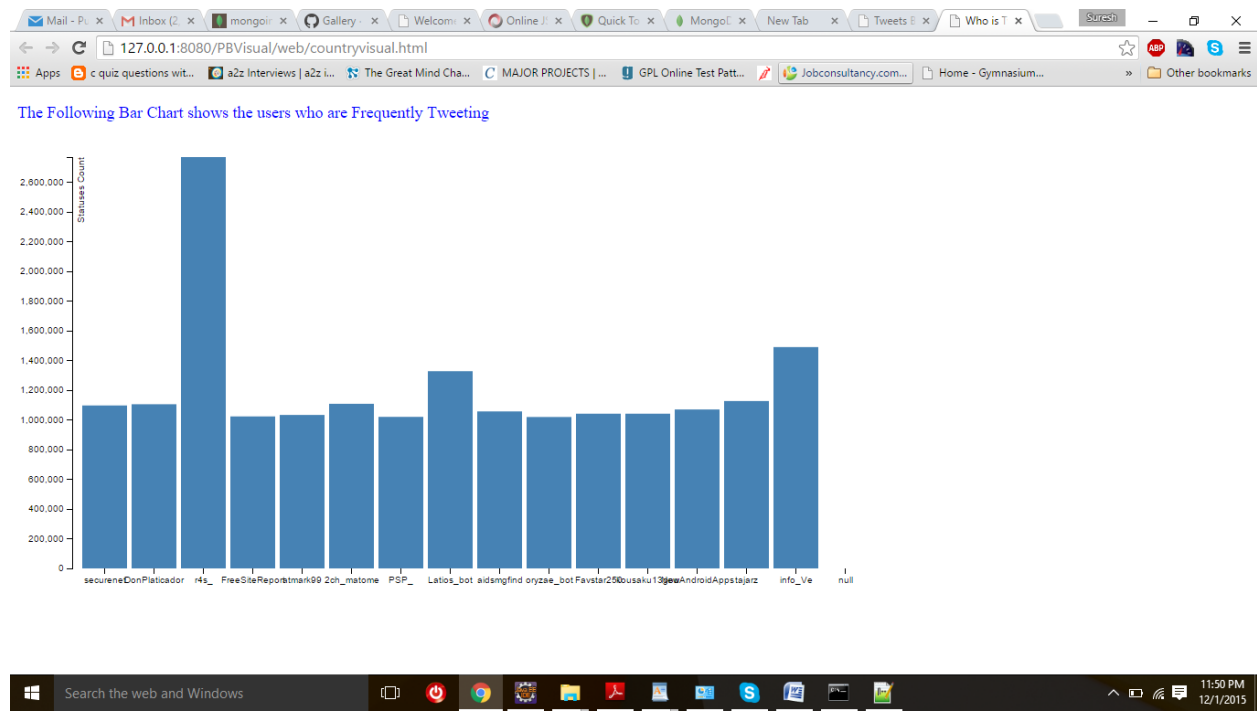 Mail - Pu
Inbox (2
mongoin
Gallery ·
Welcome
Online JS
Quick To
MongoD
New Tab
Tweets B
Who is T
Suresh
127.0.0.1:8080/PBVisual/web/countryvisual.html
Apps
c quiz questions wit...
a2z Interviews | a2z i...
The Great Mind Cha...
MAJOR PROJECTS | ...
GPL Online Test Patt...
Jobconsultancy.com...
Home - Gymnasium...
»
Other bookmarks
ABP
The Following Bar Chart shows the users who are Frequently Tweeting
Statuses Count
2,600,000
2,400,000
2,200,000
2,000,000
1,800,000
1,600,000
1,400,000
1,200,000
1,000,000
800,000
600,000
400,000
200,000
0
securenet DonPlaticador r4s_ FreeSiteReport atmark99 2ch_matome PSP_ Latios_bot aidsmgfind oryzae_bot Favstar250 AndroidApps tajarz info_Ve null
Search the web and Windows
11:50 PM
12/1/2015